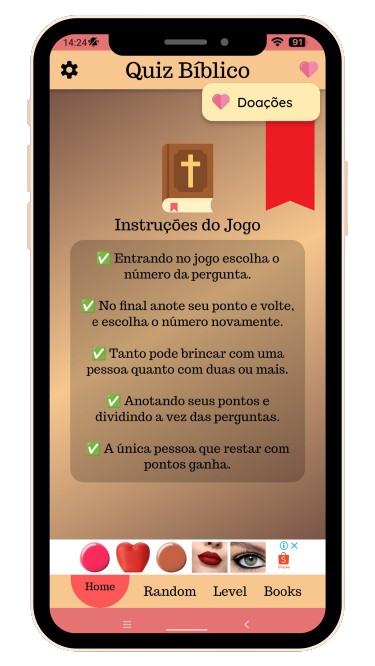 14:24
91
Quiz Bíblico
Doações
Instruções do Jogo
✅ Entrando no jogo escolha o
número da pergunta.
✅ No final anote seu ponto e volte,
e escolha o número novamente.
✅ Tanto pode brincar com uma
pessoa quanto com duas ou mais.
✅ Anotando seus pontos e
dividindo a vez das perguntas.
✅ A única pessoa que restar com
pontos ganha.
Home
Random
Level
Books